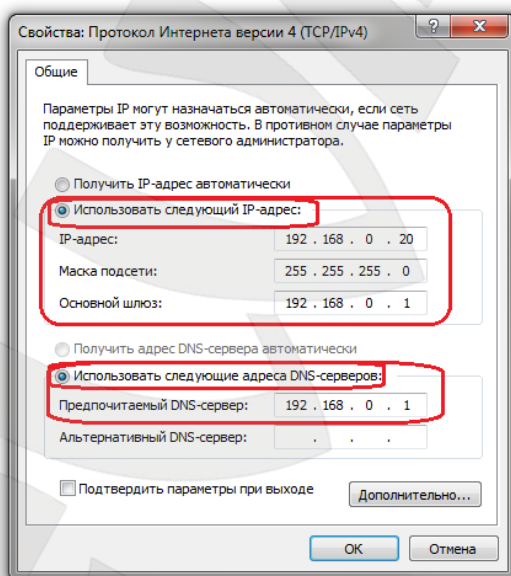 Свойства: Протокол Интернета версии 4 (TCP/IPv4)
Общие
Параметры IP могут назначаться автоматически, если сеть
поддерживает эту возможность. В противном случае параметры
IP можно получить у сетевого администратора.
Получить IP-адрес автоматически
Использовать следующий IP-адрес:
IP-адрес: 192 . 168 . 0 . 20
Маска подсети: 255 . 255 . 255 . 0
Основной шлюз: 192 . 168 . 0 . 1
Получить адрес DNS-сервера автоматически
Использовать следующие адреса DNS-серверов:
Предпочитаемый DNS-сервер: 192 . 168 . 0 . 1
Альтернативный DNS-сервер: . . .
Подтвердить параметры при выходе
Дополнительно...
ОК Отмена